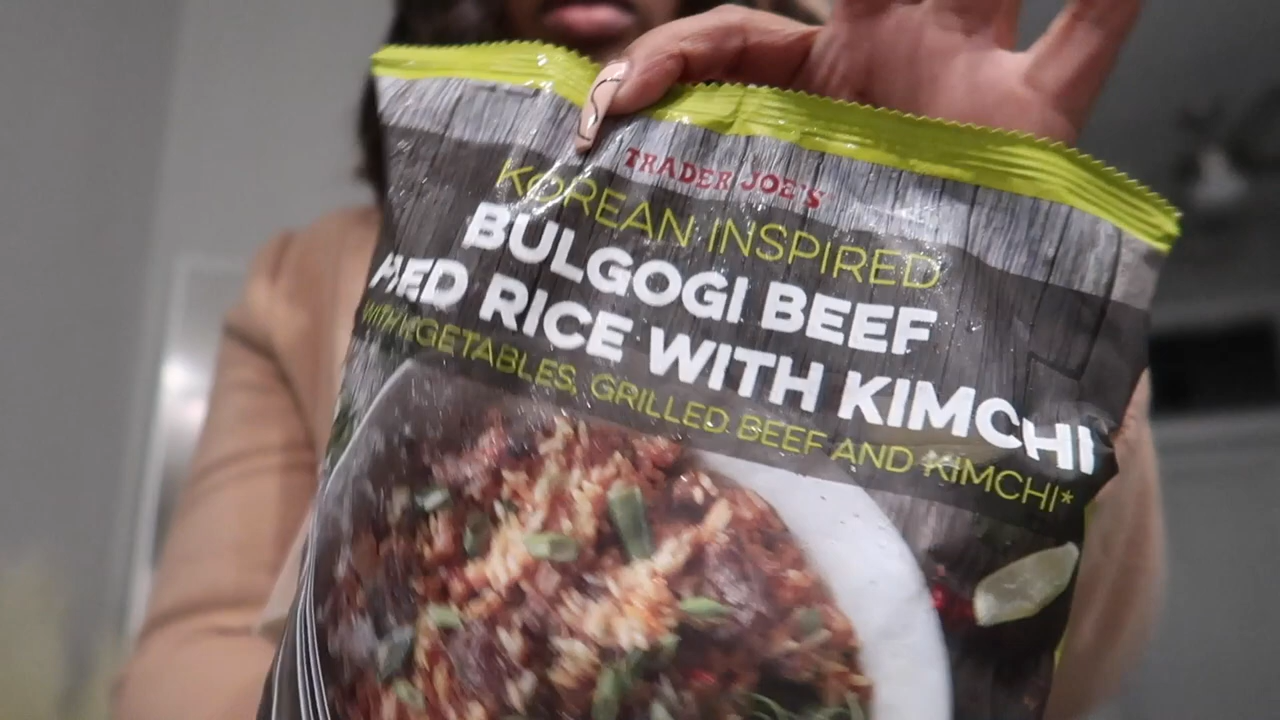 TRADER JOE'S
KOREAN INSPIRED
BULGOGI BEEF
FRIED RICE WITH KIMCHI
WITH VEGETABLES, GRILLED BEEF AND KIMCHI*